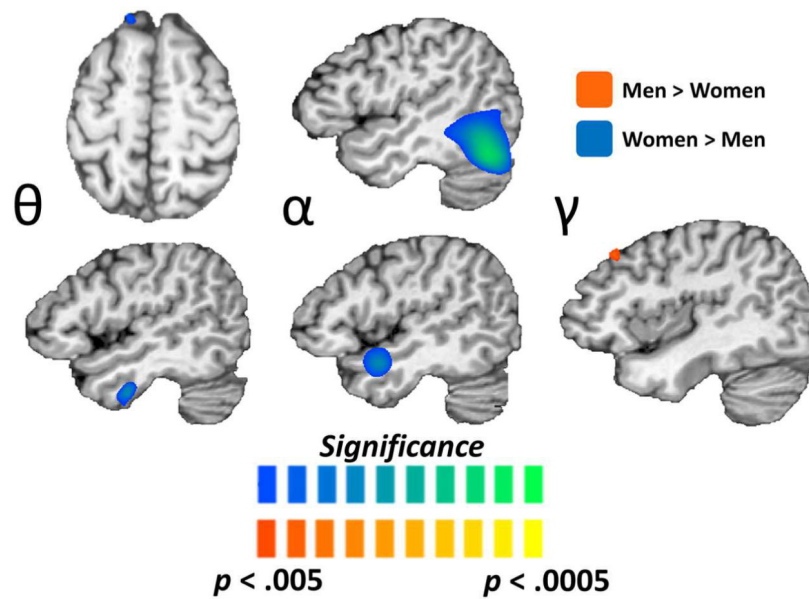 Men > Women
Women > Men
θ
α
γ
Significance
p < .005
p < .0005